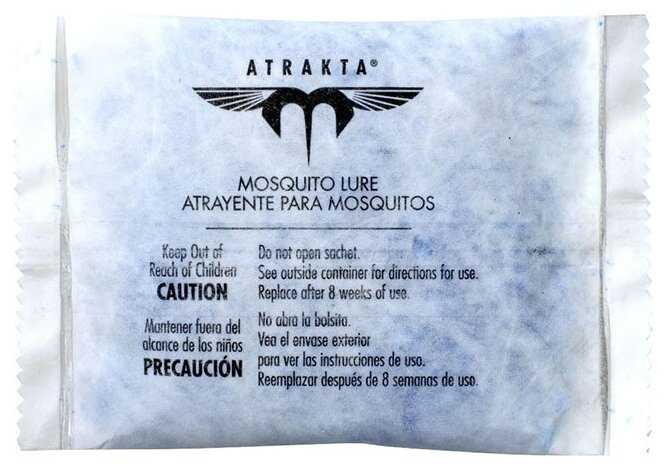 ATRAKTA®
MOSQUITO LURE
ATRAYENTE PARA MOSQUITOS
Keep Out of
Reach of Children
CAUTION
Do not open sachet.
See outside container for directions for use.
Replace after 8 weeks of use.
Mantener fuera del
alcance de los niños
PRECAUCIÓN
No abra la bolsita.
Vea el envase exterior
para ver las instrucciones de uso.
Reemplazar después de 8 semanas de uso.